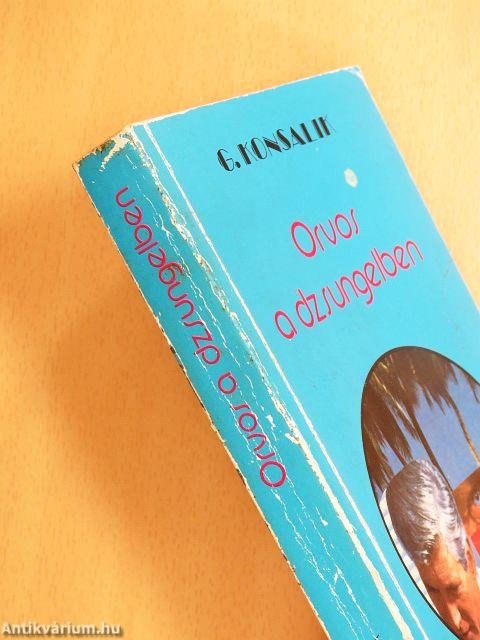 G. KONSALIK
Orvos
a dzsungelben
Orvos a dzsungelben
Antikvárium.hu